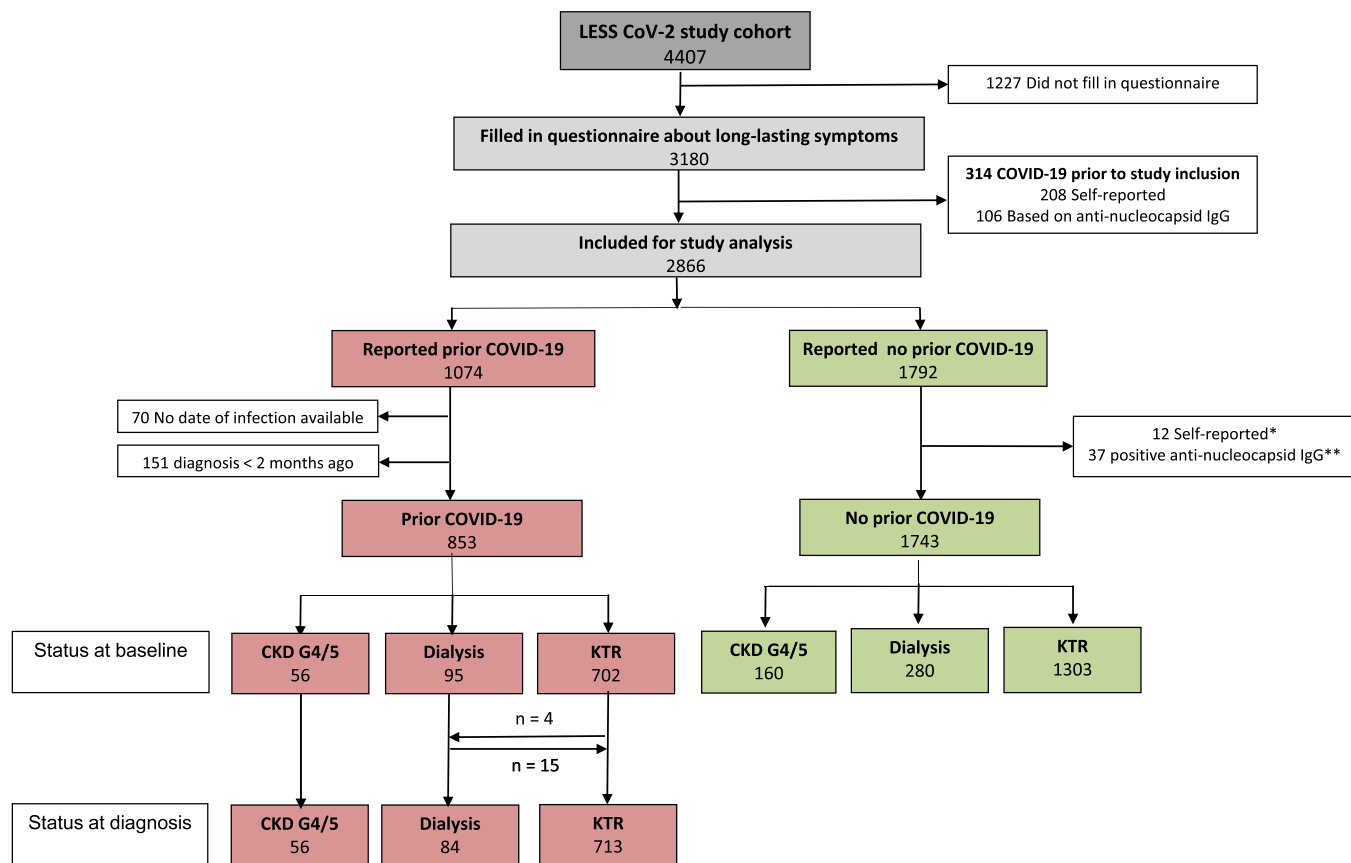 LESS CoV-2 study cohort
4407
1227 Did not fill in questionnaire
Filled in questionnaire about long-lasting symptoms
3180
314 COVID-19 prior to study inclusion
208 Self-reported
106 Based on anti-nucleocapsid IgG
Included for study analysis
2866
Reported prior COVID-19
1074
Reported no prior COVID-19
1792
70 No date of infection available
151 diagnosis < 2 months ago
12 Self-reported*
37 positive anti-nucleocapsid IgG**
Prior COVID-19
853
No prior COVID-19
1743
Status at baseline
CKD G4/5
56
Dialysis
95
KTR
702
CKD G4/5
160
Dialysis
280
KTR
1303
n = 4
n = 15
Status at diagnosis
CKD G4/5
56
Dialysis
84
KTR
713